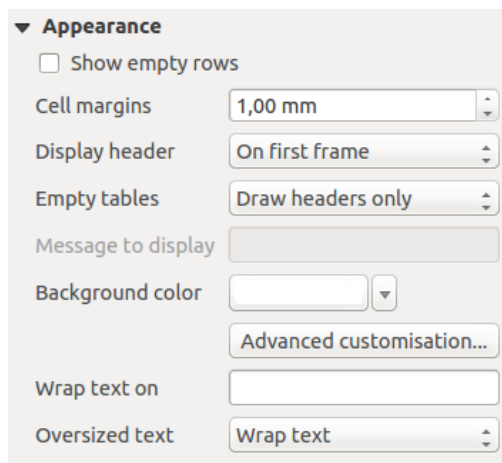 Appearance
Show empty rows
Cell margins 1,00 mm
Display header On first frame
Empty tables Draw headers only
Message to display
Background color
Advanced customisation...
Wrap text on
Oversized text Wrap text